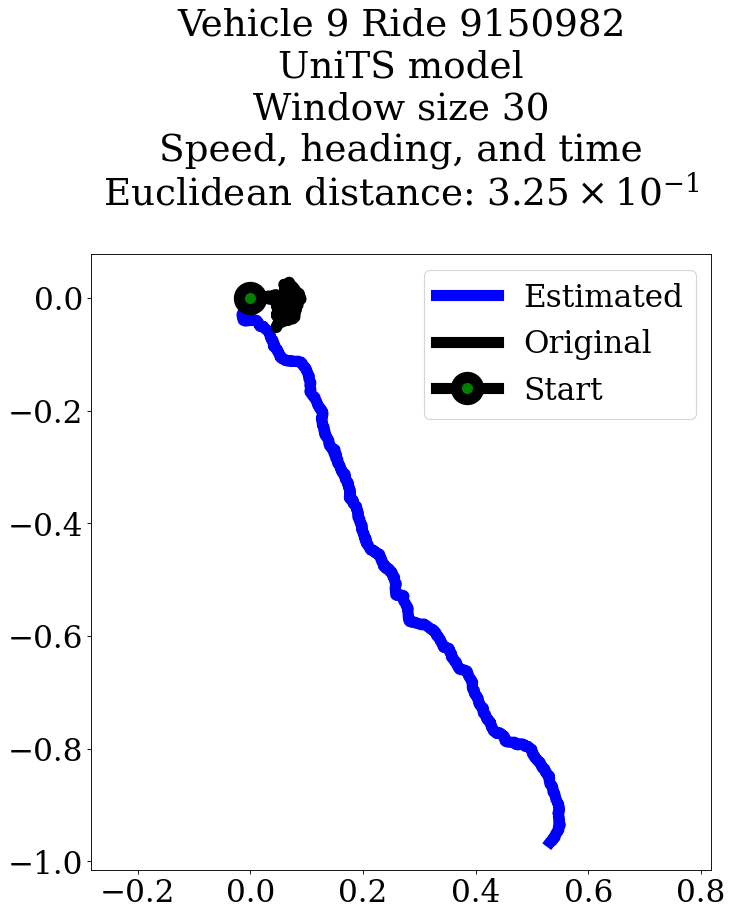 Vehicle 9 Ride 9150982
UniTS model
Window size 30
Speed, heading, and time
Euclidean distance: 3.25 × 10⁻¹
Estimated
Original
Start
0.0
−0.2
−0.4
−0.6
−0.8
−1.0
−0.2 0.0 0.2 0.4 0.6 0.8